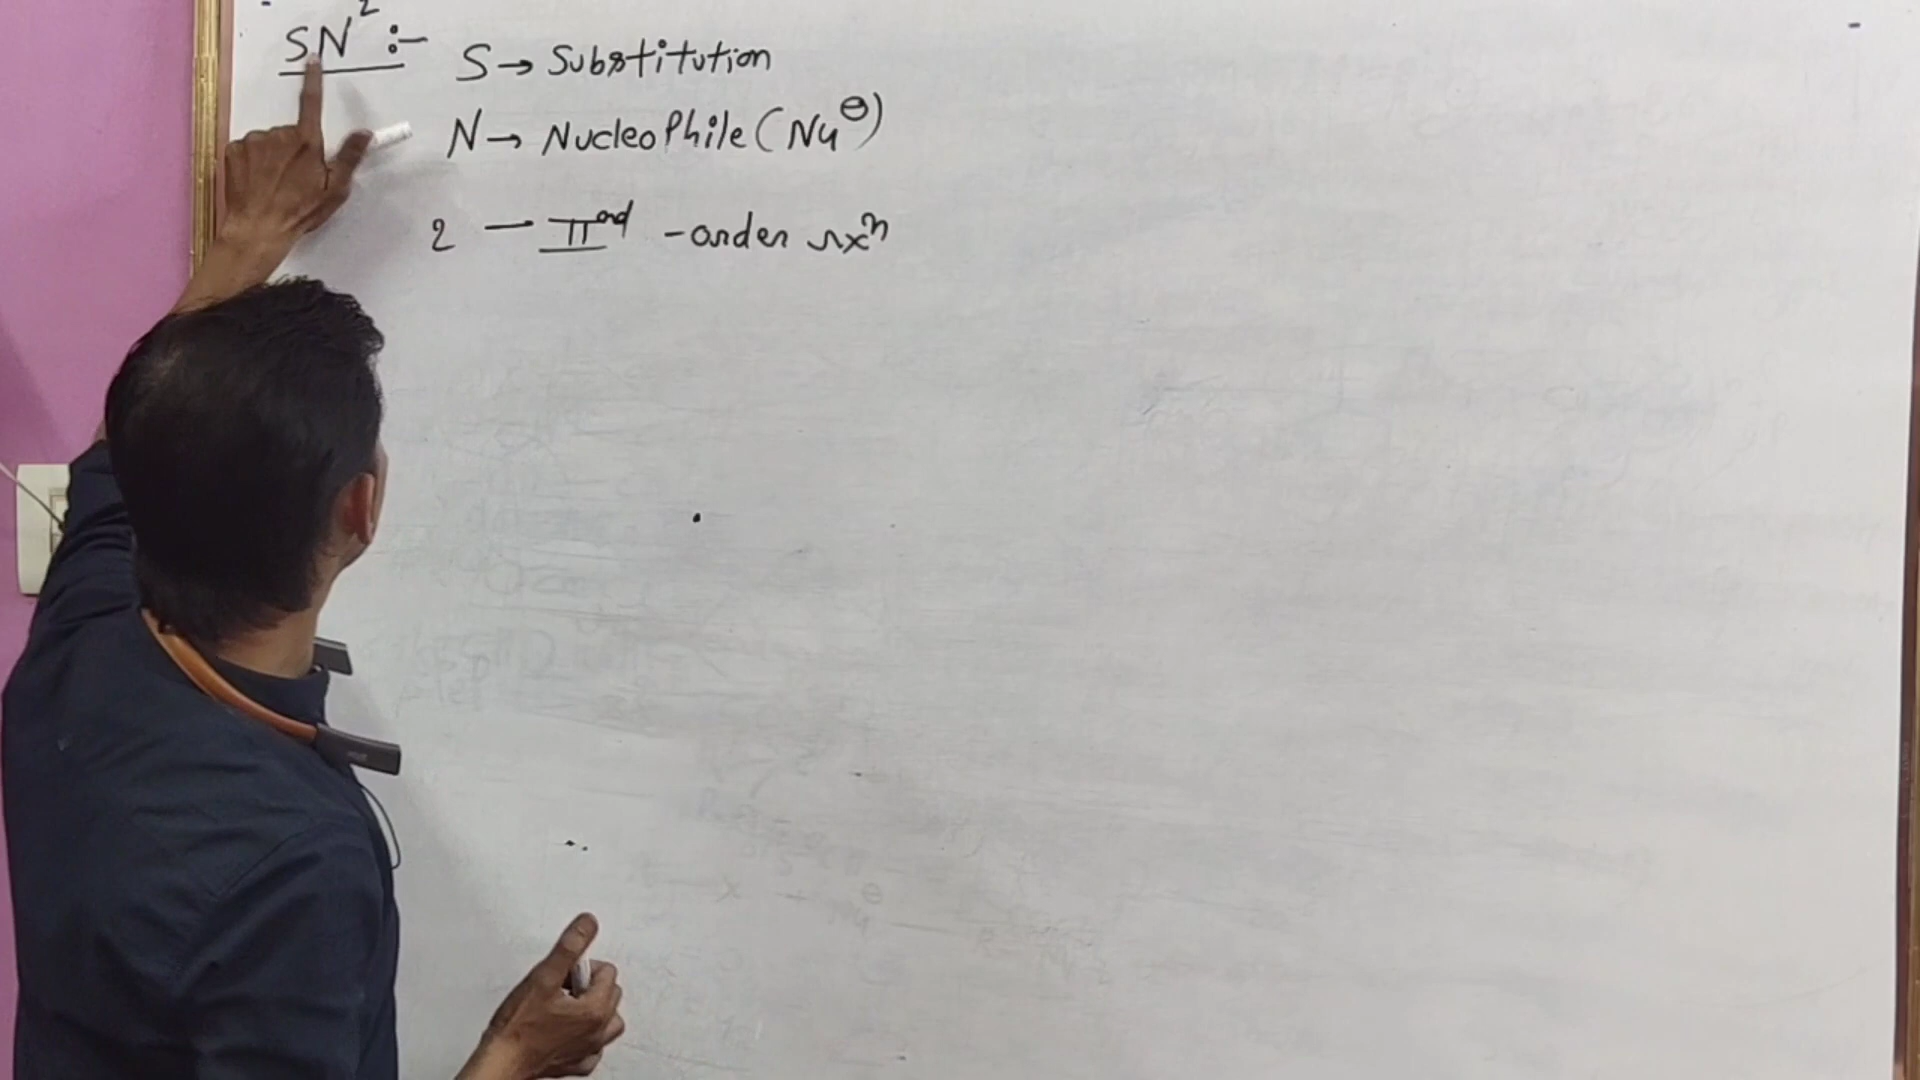 SN² :- S → Substitution
N → Nucleophile (Nu⊖)
2 — IInd - order rxn